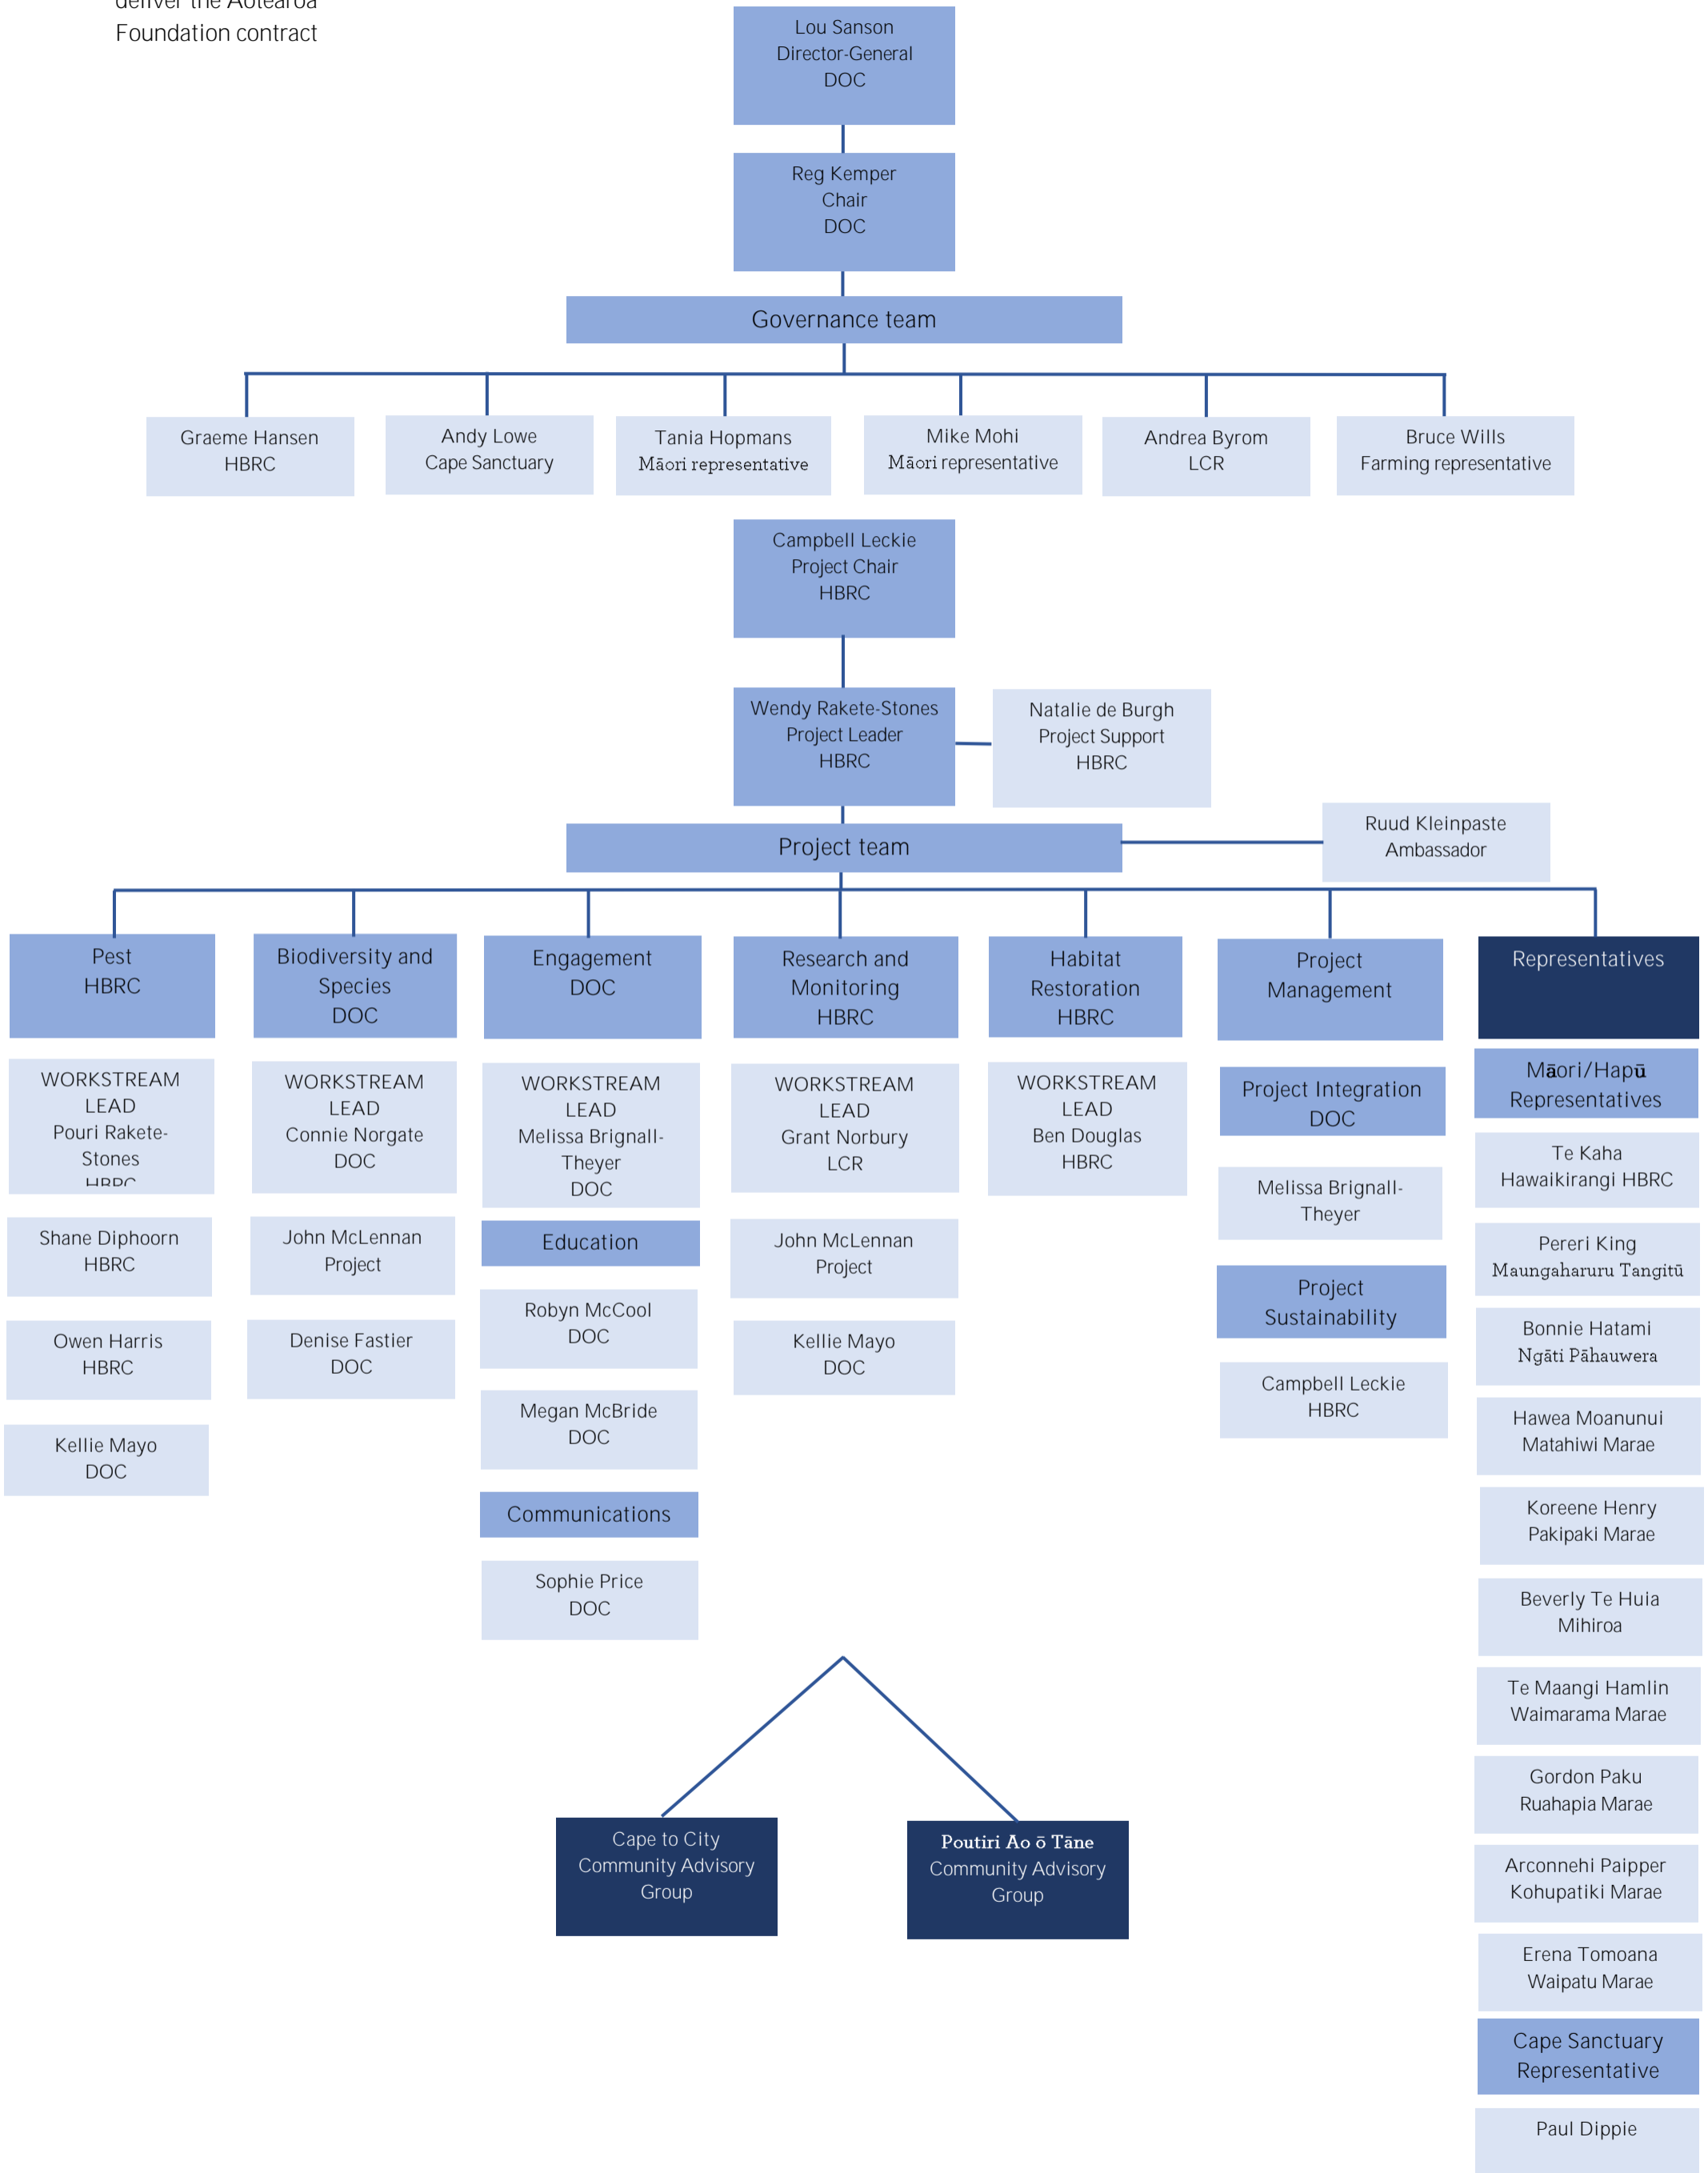 deliver the Aotearoa
Foundation contract
Lou Sanson
Director-General
DOC
Reg Kemper
Chair
DOC
Governance team
Graeme Hansen
HBRC
Andy Lowe
Cape Sanctuary
Tania Hopmans
Māori representative
Mike Mohi
Māori representative
Andrea Byrom
LCR
Bruce Wills
Farming representative
Campbell Leckie
Project Chair
HBRC
Wendy Rakete-Stones
Project Leader
HBRC
Natalie de Burgh
Project Support
HBRC
Project team
Ruud Kleinpaste
Ambassador
Pest
HBRC
WORKSTREAM
LEAD
Pouri Rakete-
Stones
HBRC
Shane Diphoorn
HBRC
Owen Harris
HBRC
Kellie Mayo
DOC
Biodiversity and
Species
DOC
WORKSTREAM
LEAD
Connie Norgate
DOC
John McLennan
Project
Denise Fastier
DOC
Engagement
DOC
WORKSTREAM
LEAD
Melissa Brignall-
Theyer
DOC
Education
Robyn McCool
DOC
Megan McBride
DOC
Communications
Sophie Price
DOC
Research and
Monitoring
HBRC
WORKSTREAM
LEAD
Grant Norbury
LCR
John McLennan
Project
Kellie Mayo
DOC
Habitat
Restoration
HBRC
WORKSTREAM
LEAD
Ben Douglas
HBRC
Project
Management
Project Integration
DOC
Melissa Brignall-
Theyer
Project
Sustainability
Campbell Leckie
HBRC
Representatives
Māori/Hapū
Representatives
Te Kaha
Hawaikirangi HBRC
Pereri King
Maungaharuru Tangitū
Bonnie Hatami
Ngāti Pāhauwera
Hawea Moanunui
Matahiwi Marae
Koreene Henry
Pakipaki Marae
Beverly Te Huia
Mihiroa
Te Maangi Hamlin
Waimarama Marae
Gordon Paku
Ruahapia Marae
Arconnehi Paipper
Kohupatiki Marae
Erena Tomoana
Waipatu Marae
Cape Sanctuary
Representative
Paul Dippie
Cape to City
Community Advisory
Group
Poutiri Ao ō Tāne
Community Advisory
Group